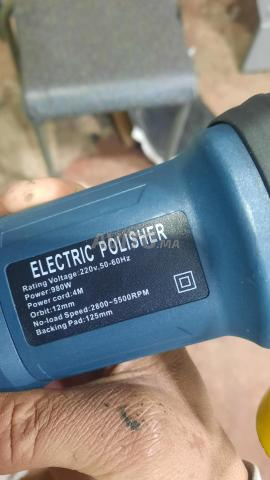 ELECTRIC POLISHER
Rating Voltage:220v,50-60Hz
Power:980W
Power cord:4M
Orbit:12mm
No-load Speed:2800-5500RPM
Backing Pad:125mm